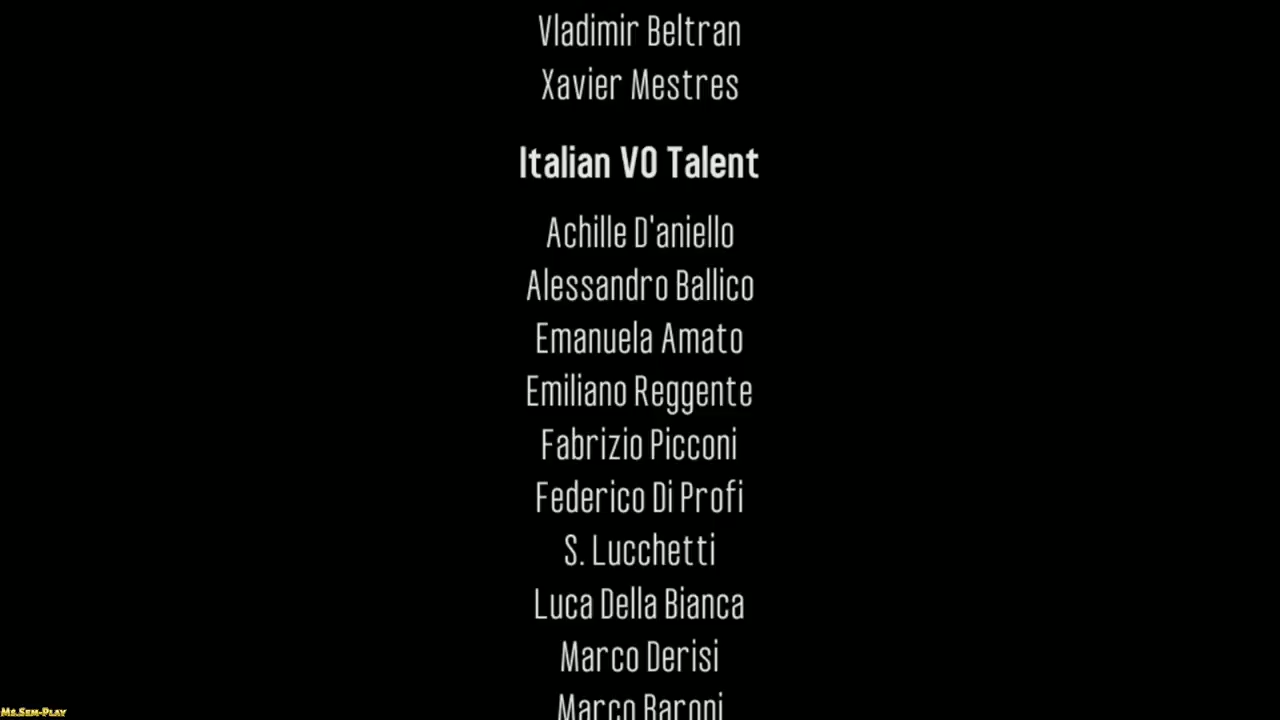 Vladimir Beltran
Xavier Mestres
Italian VO Talent
Achille D'aniello
Alessandro Ballico
Emanuela Amato
Emiliano Reggente
Fabrizio Picconi
Federico Di Profi
S. Lucchetti
Luca Della Bianca
Marco Derisi
Marco Baroni
Ms.Sem-Play